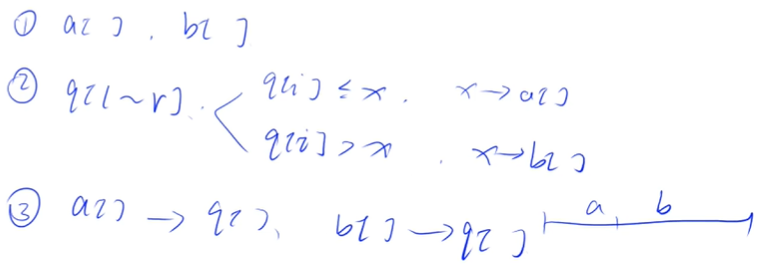 ① a[ ] , b[ ]
② q[l~r] . q[i] ≤ x . x→a[]
q[i] > x . x→b[]
③ a[] → q[] , b[] → q[] a b